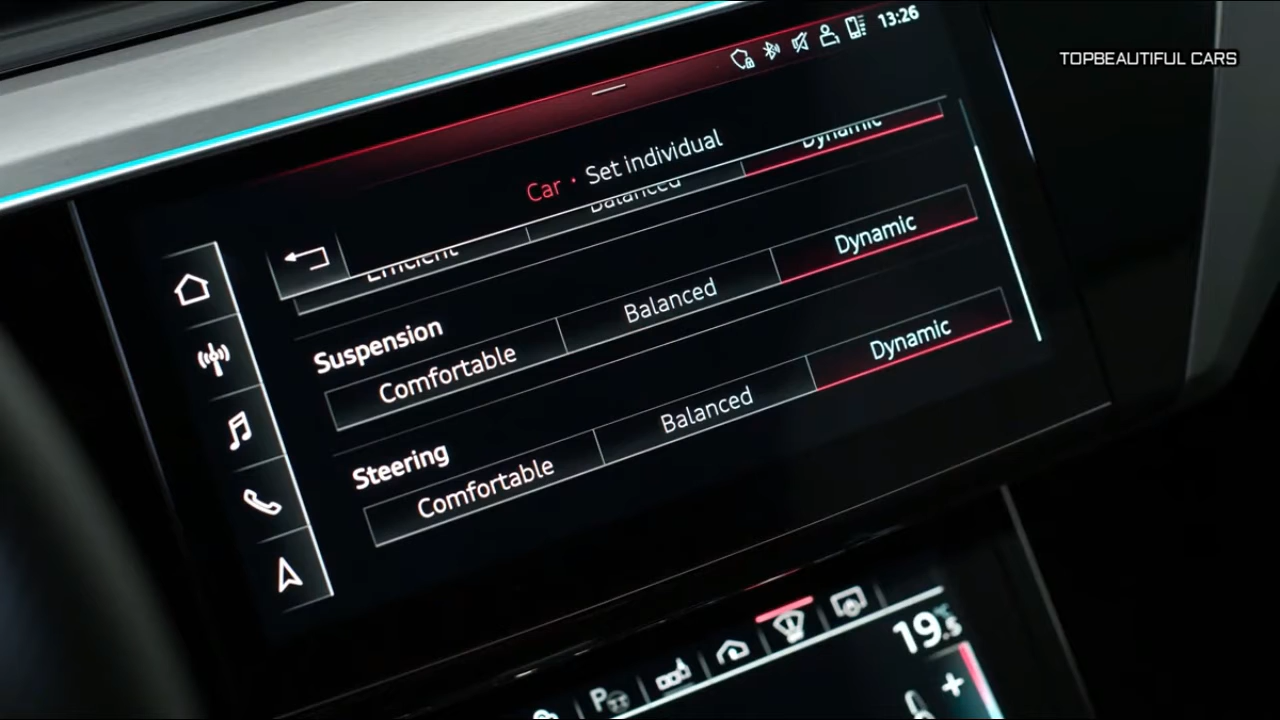 13:26
TOPBEAUTIFUL CARS
Car · Set individual
Efficient Balanced Dynamic
Suspension
Comfortable Balanced Dynamic
Steering
Comfortable Balanced Dynamic
P
19.5
+